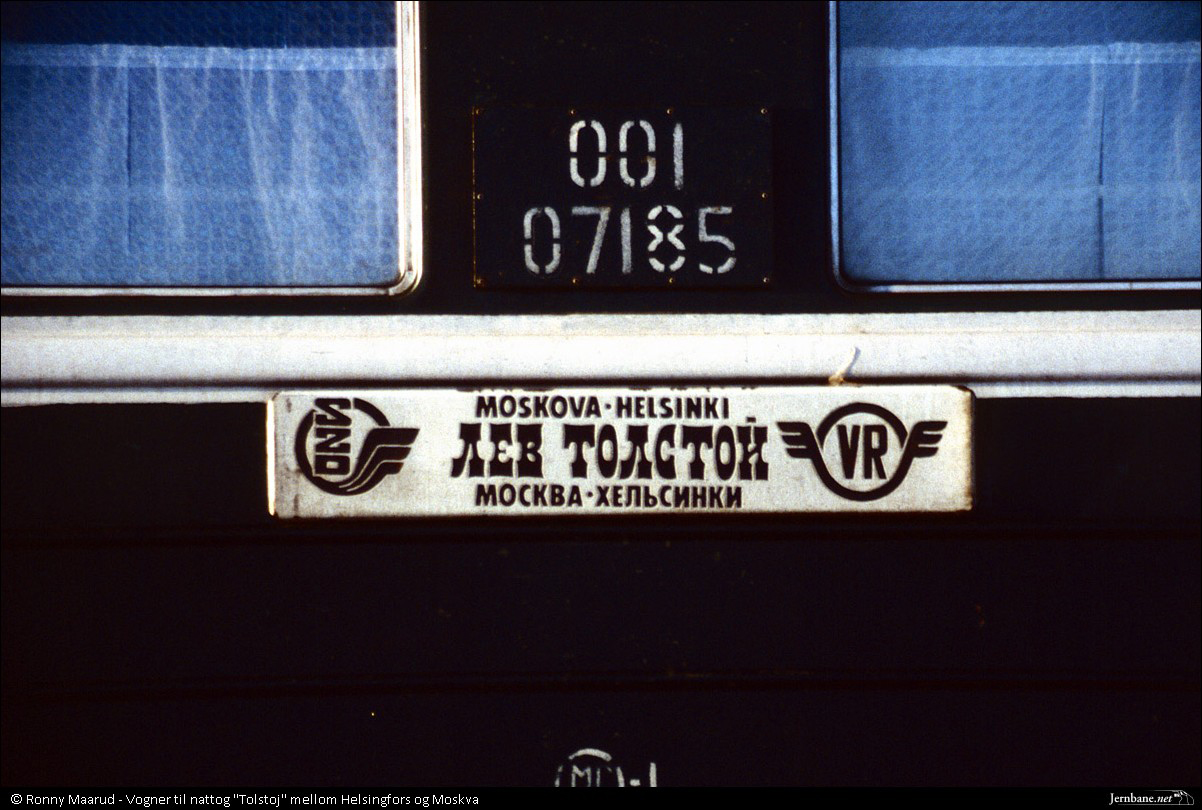 001
07185
MOSKOVA·HELSINKI
ЛЕВ ТОЛСТОЙ
МОСКВА·ХЕЛЬСИНКИ
VR
© Ronny Maarud - Vogner til nattog "Tolstoj" mellom Helsingfors og Moskva
Jernbane.net